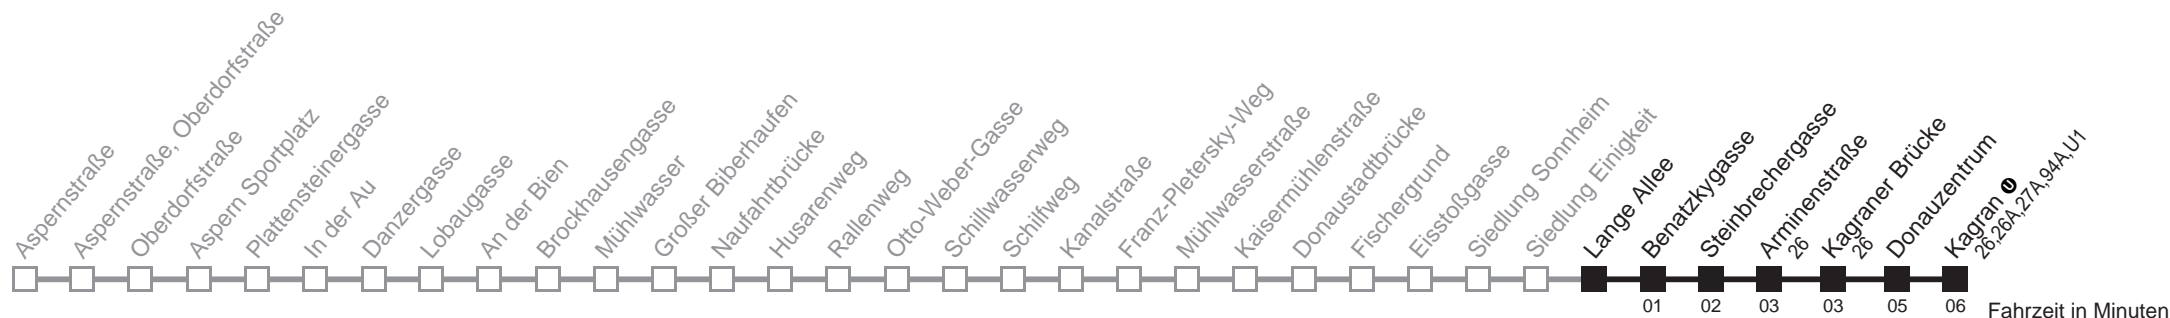 Aspernstraße
Aspernstraße, Oberdorfstraße
Oberdorfstraße
Aspern Sportplatz
Plattensteinergasse
In der Au
Danzergasse
Lobaugasse
An der Bien
Brockhausengasse
Mühlwasser
Großer Biberhaufen
Naufahrtbrücke
Husarenweg
Rallenweg
Otto-Weber-Gasse
Schillwasserweg
Schilfweg
Kanalstraße
Franz-Pletersky-Weg
Mühlwasserstraße
Kaisermühlenstraße
Donaustadtbrücke
Fischergrund
Eisstoßgasse
Siedlung Sonnheim
Siedlung Einigkeit
Lange Allee
Benatzkygasse
Steinbrechergasse
Arminenstraße
26
Kagraner Brücke
26
Donauzentrum
Kagran U
26,26A,27A,94A,U1
01 02 03 03 05 06 Fahrzeit in Minuten